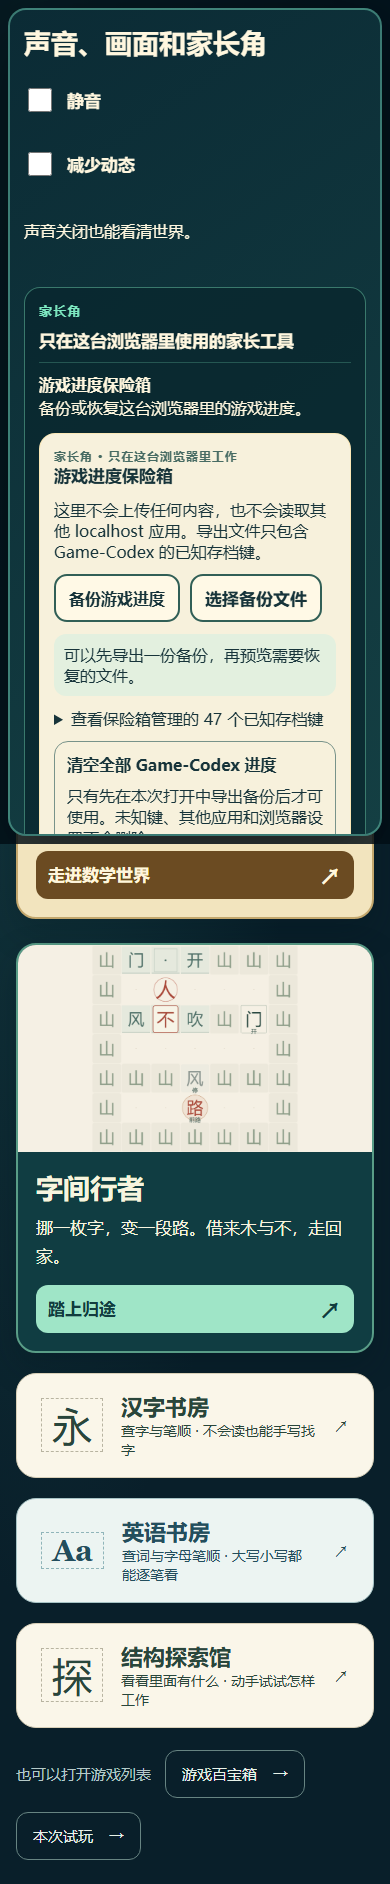 声音、画面和家长角
静音
减少动态
声音关闭也能看清世界。
家长角
只在这台浏览器里使用的家长工具
游戏进度保险箱
备份或恢复这台浏览器里的游戏进度。
家长角 • 只在这台浏览器里工作
游戏进度保险箱
这里不会上传任何内容，也不会读取其
他 localhost 应用。导出文件只包含
Game-Codex 的已知存档键。
备份游戏进度 选择备份文件
可以先导出一份备份，再预览需要恢
复的文件。
▶ 查看保险箱管理的 47 个已知存档键
清空全部 Game-Codex 进度
只有先在本次打开中导出备份后才可
使用。未知键、其他应用和浏览器设
走进数学世界 ↗
山 门 · 开 山 山 山
山 人 山
山 风 不 吹 山 门 山
山 山
山 山 山 风 山 山 山
山 路 山
山 山 山 山 山 山 山
字间行者
挪一枚字，变一段路。借来木与不，走回
家。
踏上归途 ↗
永
汉字书房
查字与笔顺 · 不会读也能手写找
字
↗
Aa
英语书房
查词与字母笔顺 · 大写小写都
能逐笔看
↗
探
结构探索馆
看看里面有什么 · 动手试试怎样
工作
↗
也可以打开游戏列表 游戏百宝箱 →
本次试玩 →